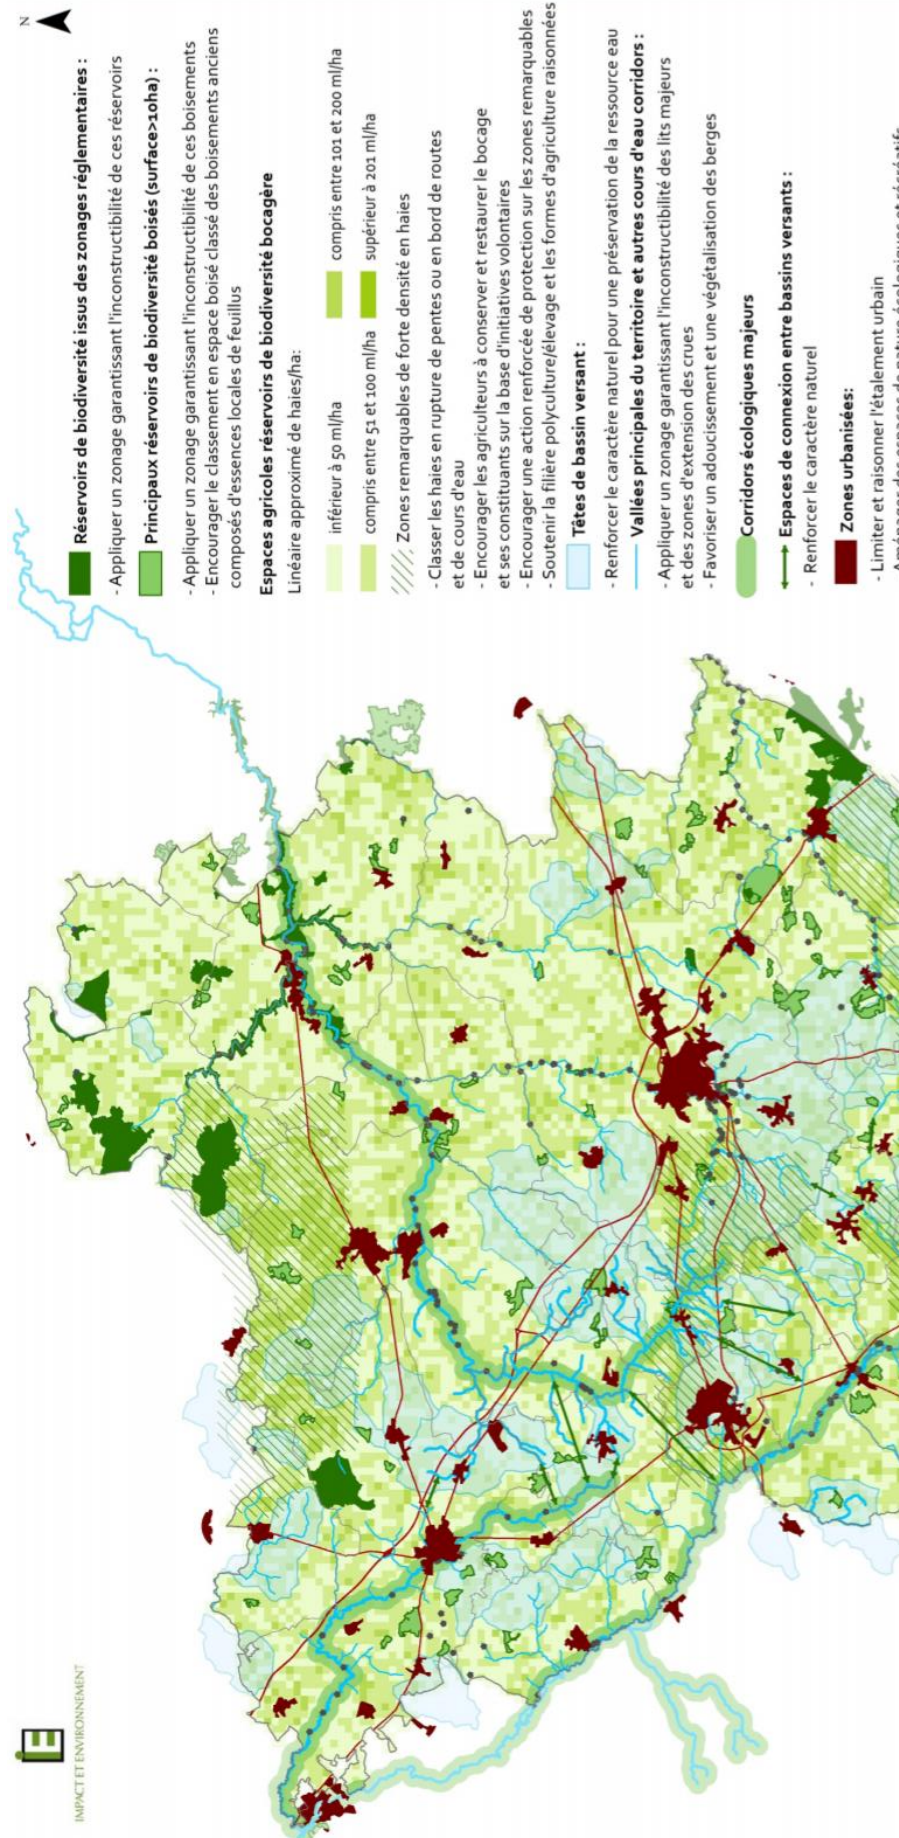 N
IE
IMPACT ET ENVIRONNEMENT
Réservoirs de biodiversité issus des zonages réglementaires :
- Appliquer un zonage garantissant l'inconstructibilité de ces réservoirs
Principaux réservoirs de biodiversité boisés (surface>10ha) :
- Appliquer un zonage garantissant l'inconstructibilité de ces boisements
- Encourager le classement en espace boisé classé des boisements anciens
composés d'essences locales de feuillus
Espaces agricoles réservoirs de biodiversité bocagère
Linéaire approximé de haies/ha:
inférieur à 50 ml/ha
compris entre 101 et 200 ml/ha
compris entre 51 et 100 ml/ha
supérieur à 201 ml/ha
Zones remarquables de forte densité en haies
- Classer les haies en rupture de pentes ou en bord de routes
et de cours d'eau
- Encourager les agriculteurs à conserver et restaurer le bocage
et ses constituants sur la base d'initiatives volontaires
- Encourager une action renforcée de protection sur les zones remarquables
- Soutenir la filière polyculture/élevage et les formes d'agriculture raisonnées
Têtes de bassin versant :
- Renforcer le caractère naturel pour une préservation de la ressource eau
Vallées principales du territoire et autres cours d'eau corridors :
- Appliquer un zonage garantissant l'inconstructibilité des lits majeurs
et des zones d'extension des crues
- Favoriser un adoucissement et une végétalisation des berges
Corridors écologiques majeurs
Espaces de connexion entre bassins versants :
- Renforcer le caractère naturel
Zones urbanisées:
- Limiter et raisonner l'étalement urbain
- Aménager des espaces de nature écologiques et récréatifs